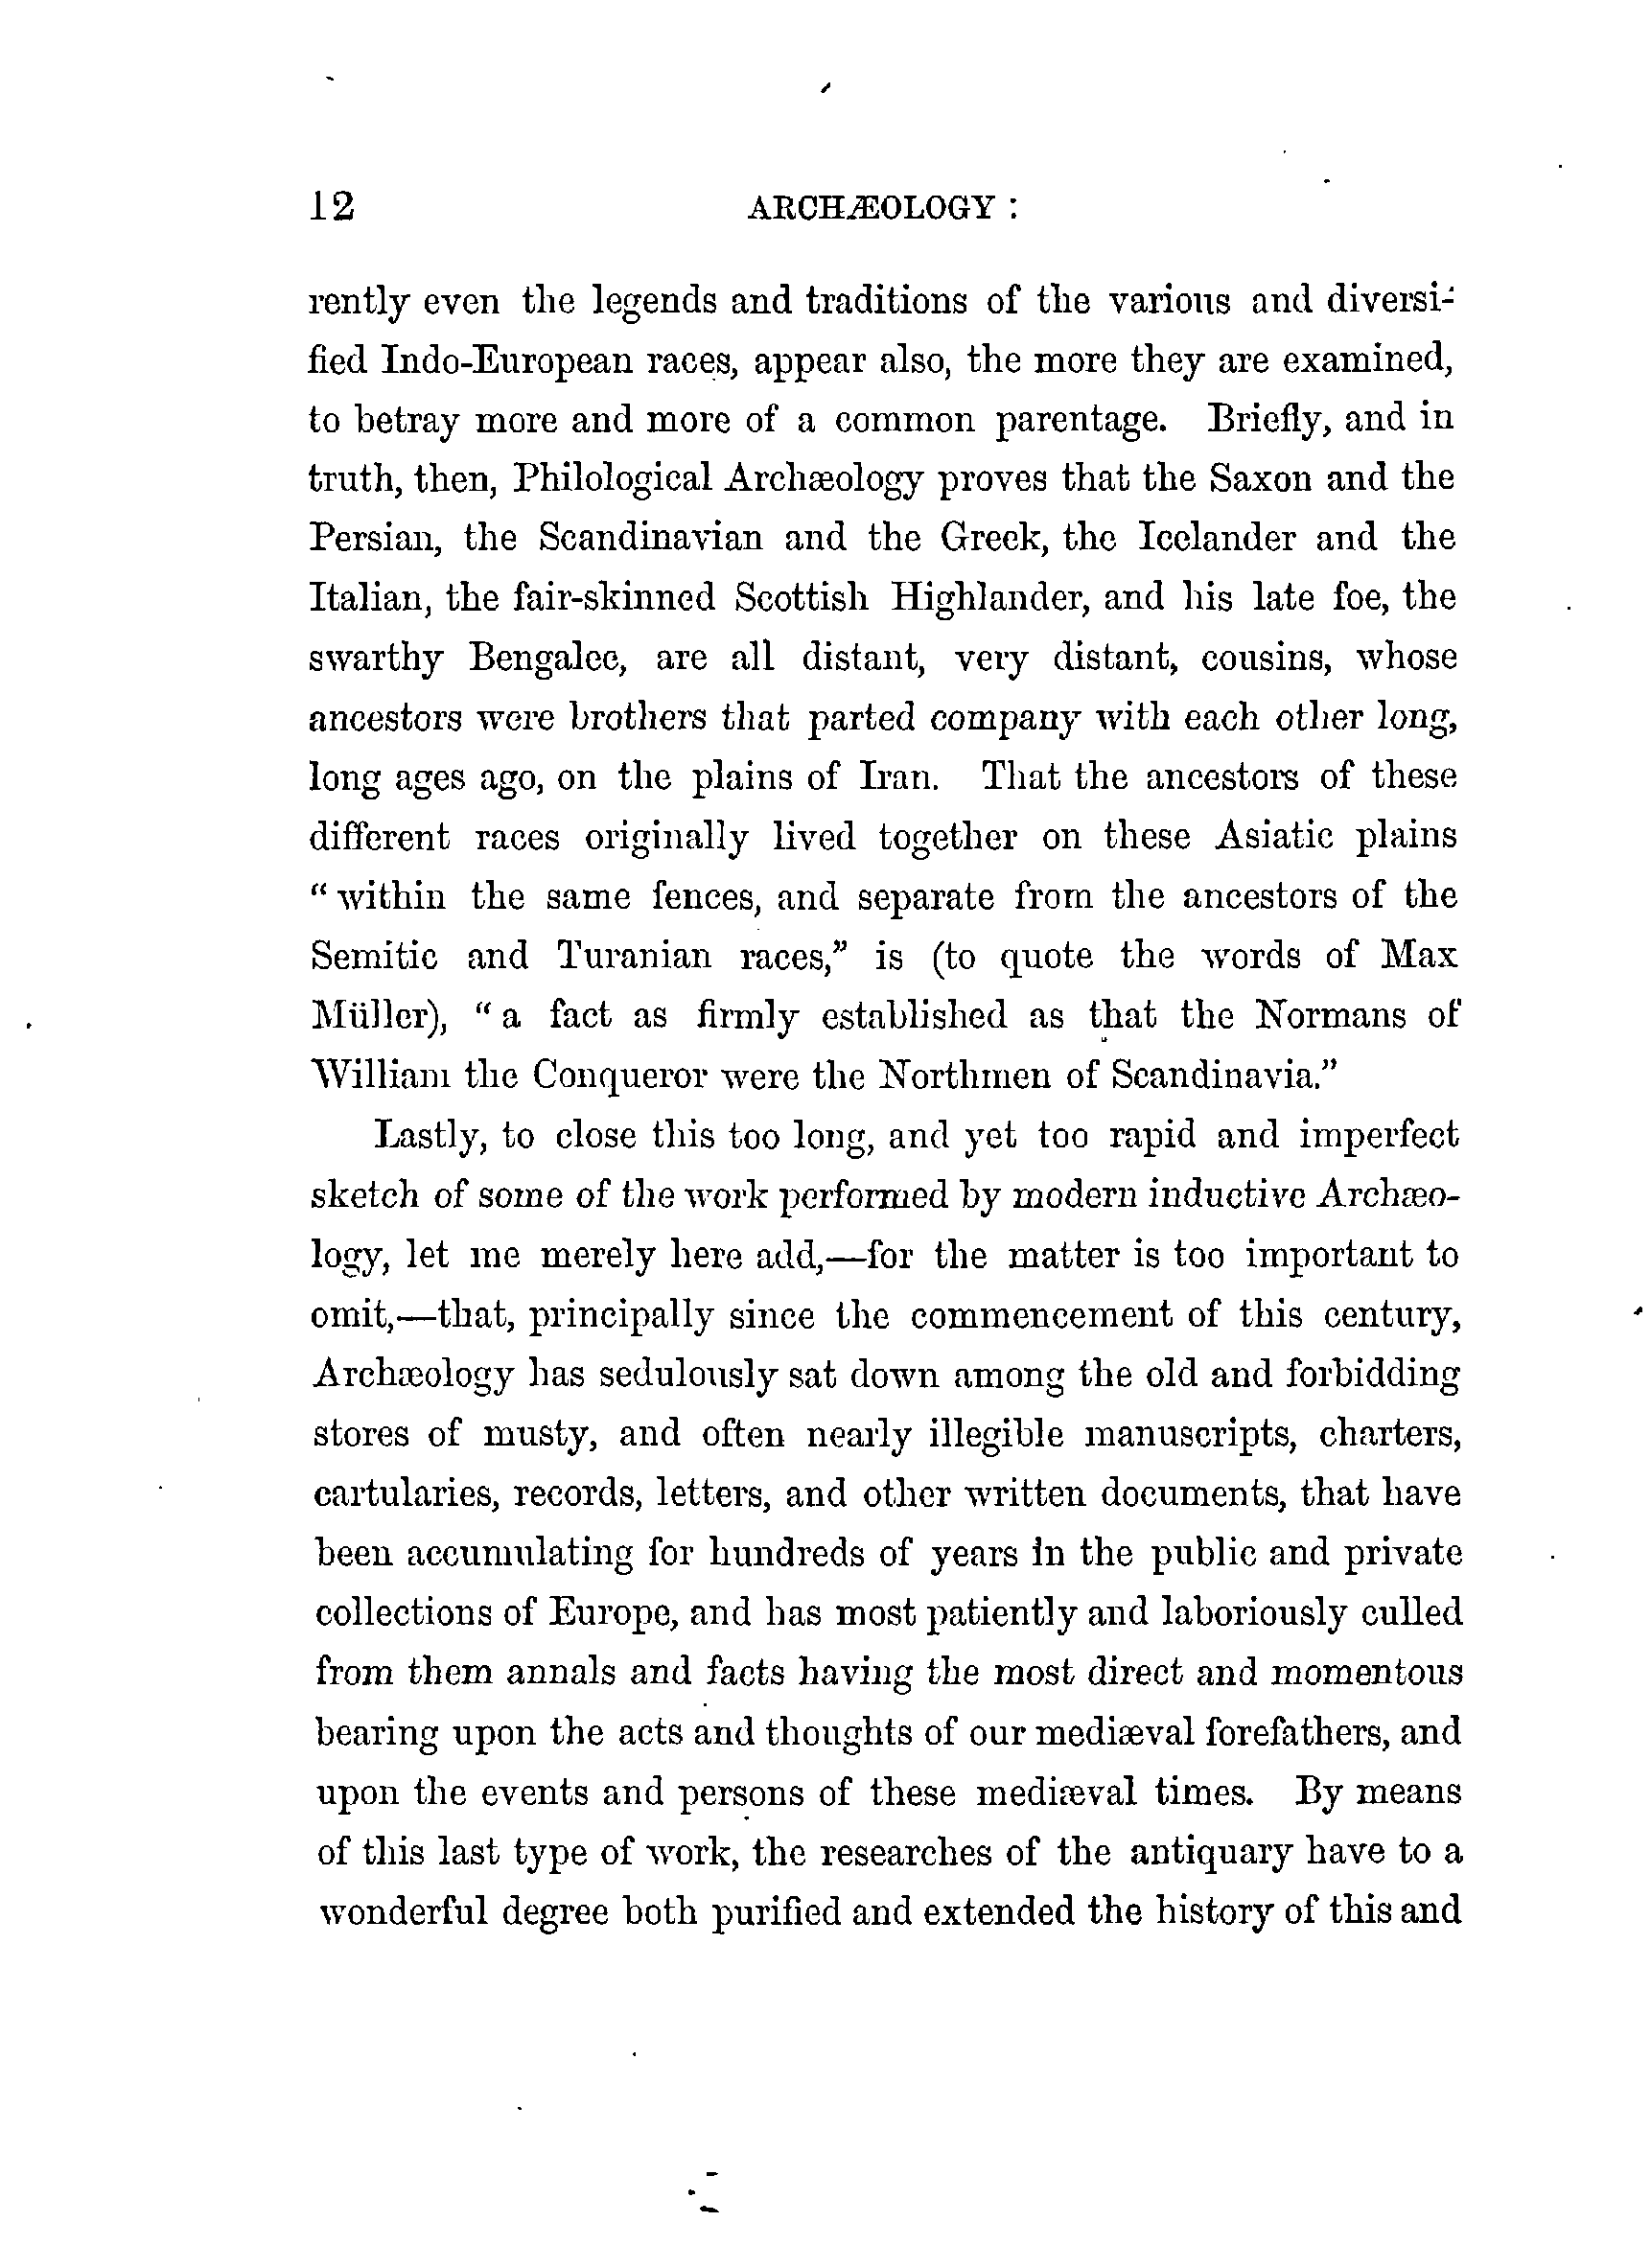 12 ARCHÆOLOGY :
rently even the legends and traditions of the various and diversi-
fied Indo-European races, appear also, the more they are examined,
to betray more and more of a common parentage. Briefly, and in
truth, then, Philological Archæology proves that the Saxon and the
Persian, the Scandinavian and the Greek, the Icelander and the
Italian, the fair-skinned Scottish Highlander, and his late foe, the
swarthy Bengalee, are all distant, very distant, cousins, whose
ancestors were brothers that parted company with each other long,
long ages ago, on the plains of Iran. That the ancestors of these
different races originally lived together on these Asiatic plains
“ within the same fences, and separate from the ancestors of the
Semitic and Turanian races,” is (to quote the words of Max
Müller), “ a fact as firmly established as that the Normans of
William the Conqueror were the Northmen of Scandinavia.”
Lastly, to close this too long, and yet too rapid and imperfect
sketch of some of the work performed by modern inductive Archæo-
logy, let me merely here add,—for the matter is too important to
omit,—that, principally since the commencement of this century,
Archæology has sedulously sat down among the old and forbidding
stores of musty, and often nearly illegible manuscripts, charters,
cartularies, records, letters, and other written documents, that have
been accumulating for hundreds of years in the public and private
collections of Europe, and has most patiently and laboriously culled
from them annals and facts having the most direct and momentous
bearing upon the acts and thoughts of our mediæval forefathers, and
upon the events and persons of these mediæval times. By means
of this last type of work, the researches of the antiquary have to a
wonderful degree both purified and extended the history of this and